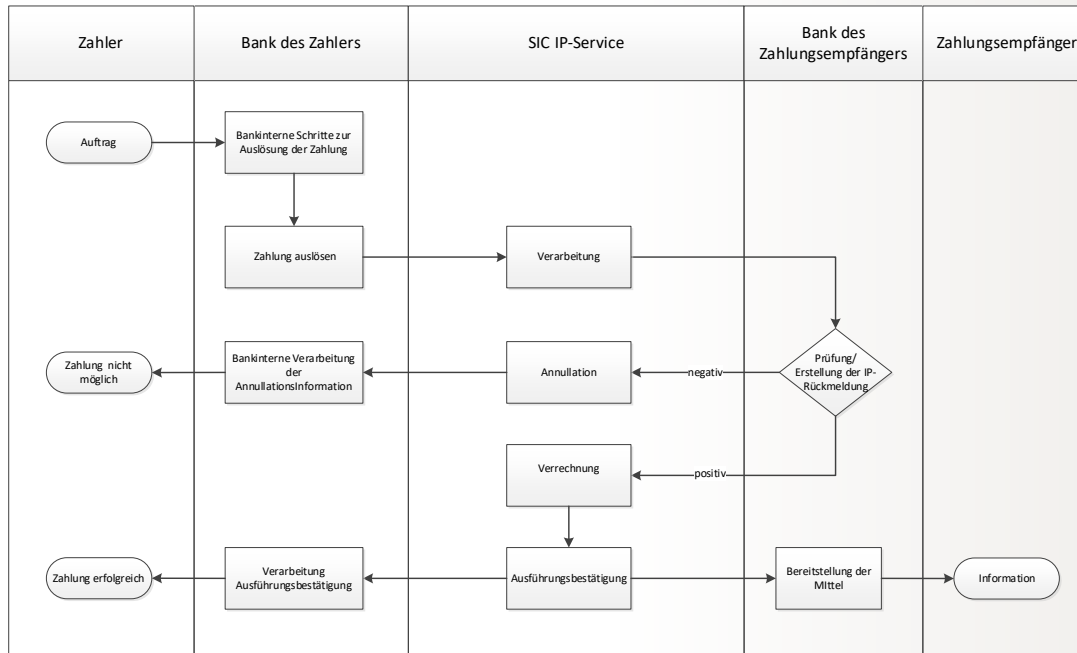 Zahler
Bank des Zahlers
SIC IP-Service
Bank des
Zahlungsempfängers
Zahlungsempfänger
Auftrag
Bankinterne Schritte zur
Auslösung der Zahlung
Zahlung auslösen
Verarbeitung
Zahlung nicht
möglich
Bankinterne Verarbeitung
der
AnnullationsInformation
Annullation
negativ
Prüfung/
Erstellung der IP-
Rückmeldung
Verrechnung
positiv
Zahlung erfolgreich
Verarbeitung
Ausführungsbestätigung
Ausführungsbestätigung
Bereitstellung der
MIttel
Information